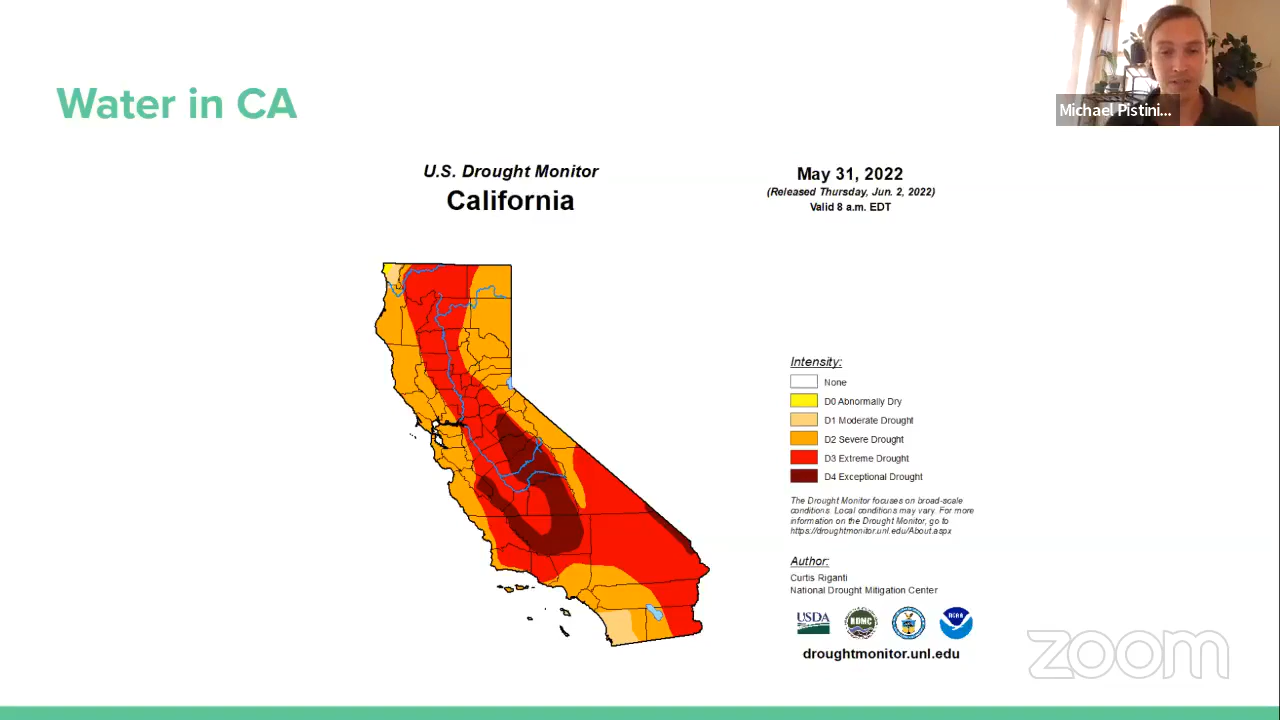 Water in CA
Michael Pistini...
U.S. Drought Monitor
California
May 31, 2022
(Released Thursday, Jun. 2, 2022)
Valid 8 a.m. EDT
Intensity:
None
D0 Abnormally Dry
D1 Moderate Drought
D2 Severe Drought
D3 Extreme Drought
D4 Exceptional Drought
The Drought Monitor focuses on broad-scale
conditions. Local conditions may vary. For more
information on the Drought Monitor, go to
https://droughtmonitor.unl.edu/About.aspx
Author:
Curtis Riganti
National Drought Mitigation Center
USDA
NDMC
NOAA
droughtmonitor.unl.edu
zoom